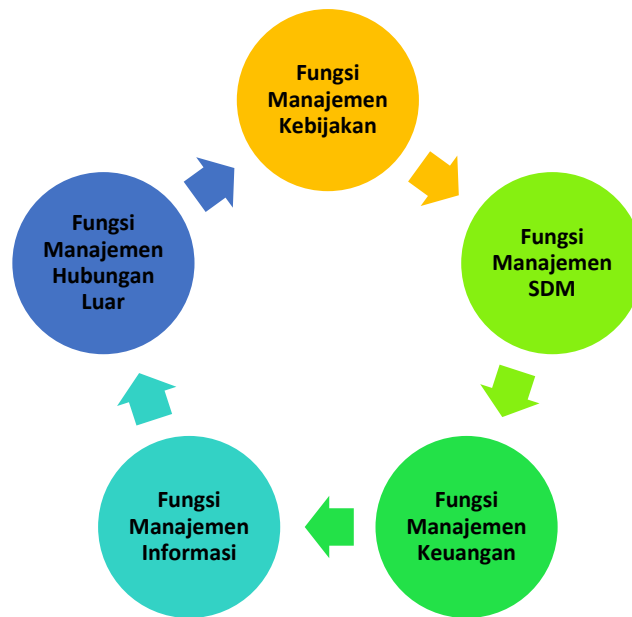 Fungsi
Manajemen
Kebijakan
Fungsi
Manajemen
SDM
Fungsi
Manajemen
Keuangan
Fungsi
Manajemen
Informasi
Fungsi
Manajemen
Hubungan
Luar